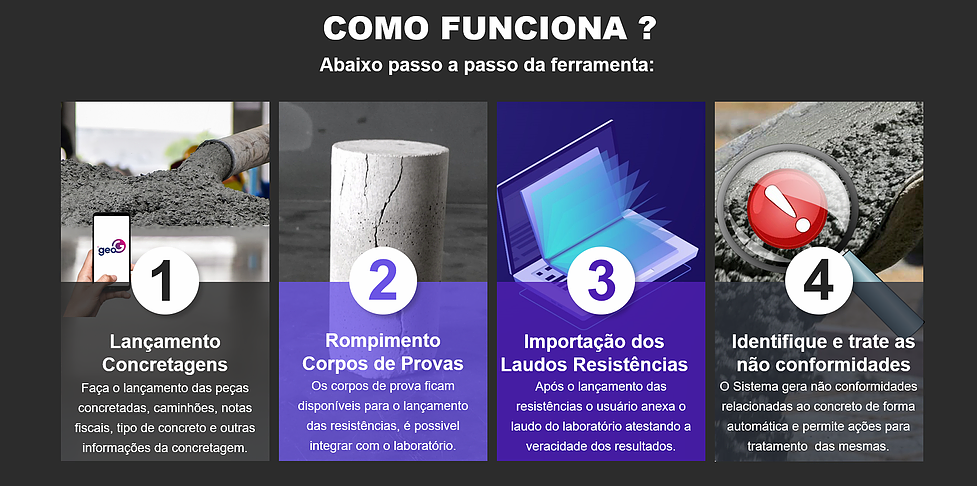 COMO FUNCIONA ?
Abaixo passo a passo da ferramenta:
geo
1
Lançamento
Concretagens
Faça o lançamento das peças
concretadas, caminhões, notas
fiscais, tipo de concreto e outras
informações da concretagem.
2
Rompimento
Corpos de Provas
Os corpos de prova ficam
disponíveis para o lançamento
das resistências, é possivel
integrar com o laboratório.
3
Importação dos
Laudos Resistências
Após o lançamento das
resistências o usuário anexa o
laudo do laboratório atestando a
veracidade dos resultados.
4
Identifique e trate as
não conformidades
O Sistema gera não conformidades
relacionadas ao concreto de forma
automática e permite ações para
tratamento das mesmas.